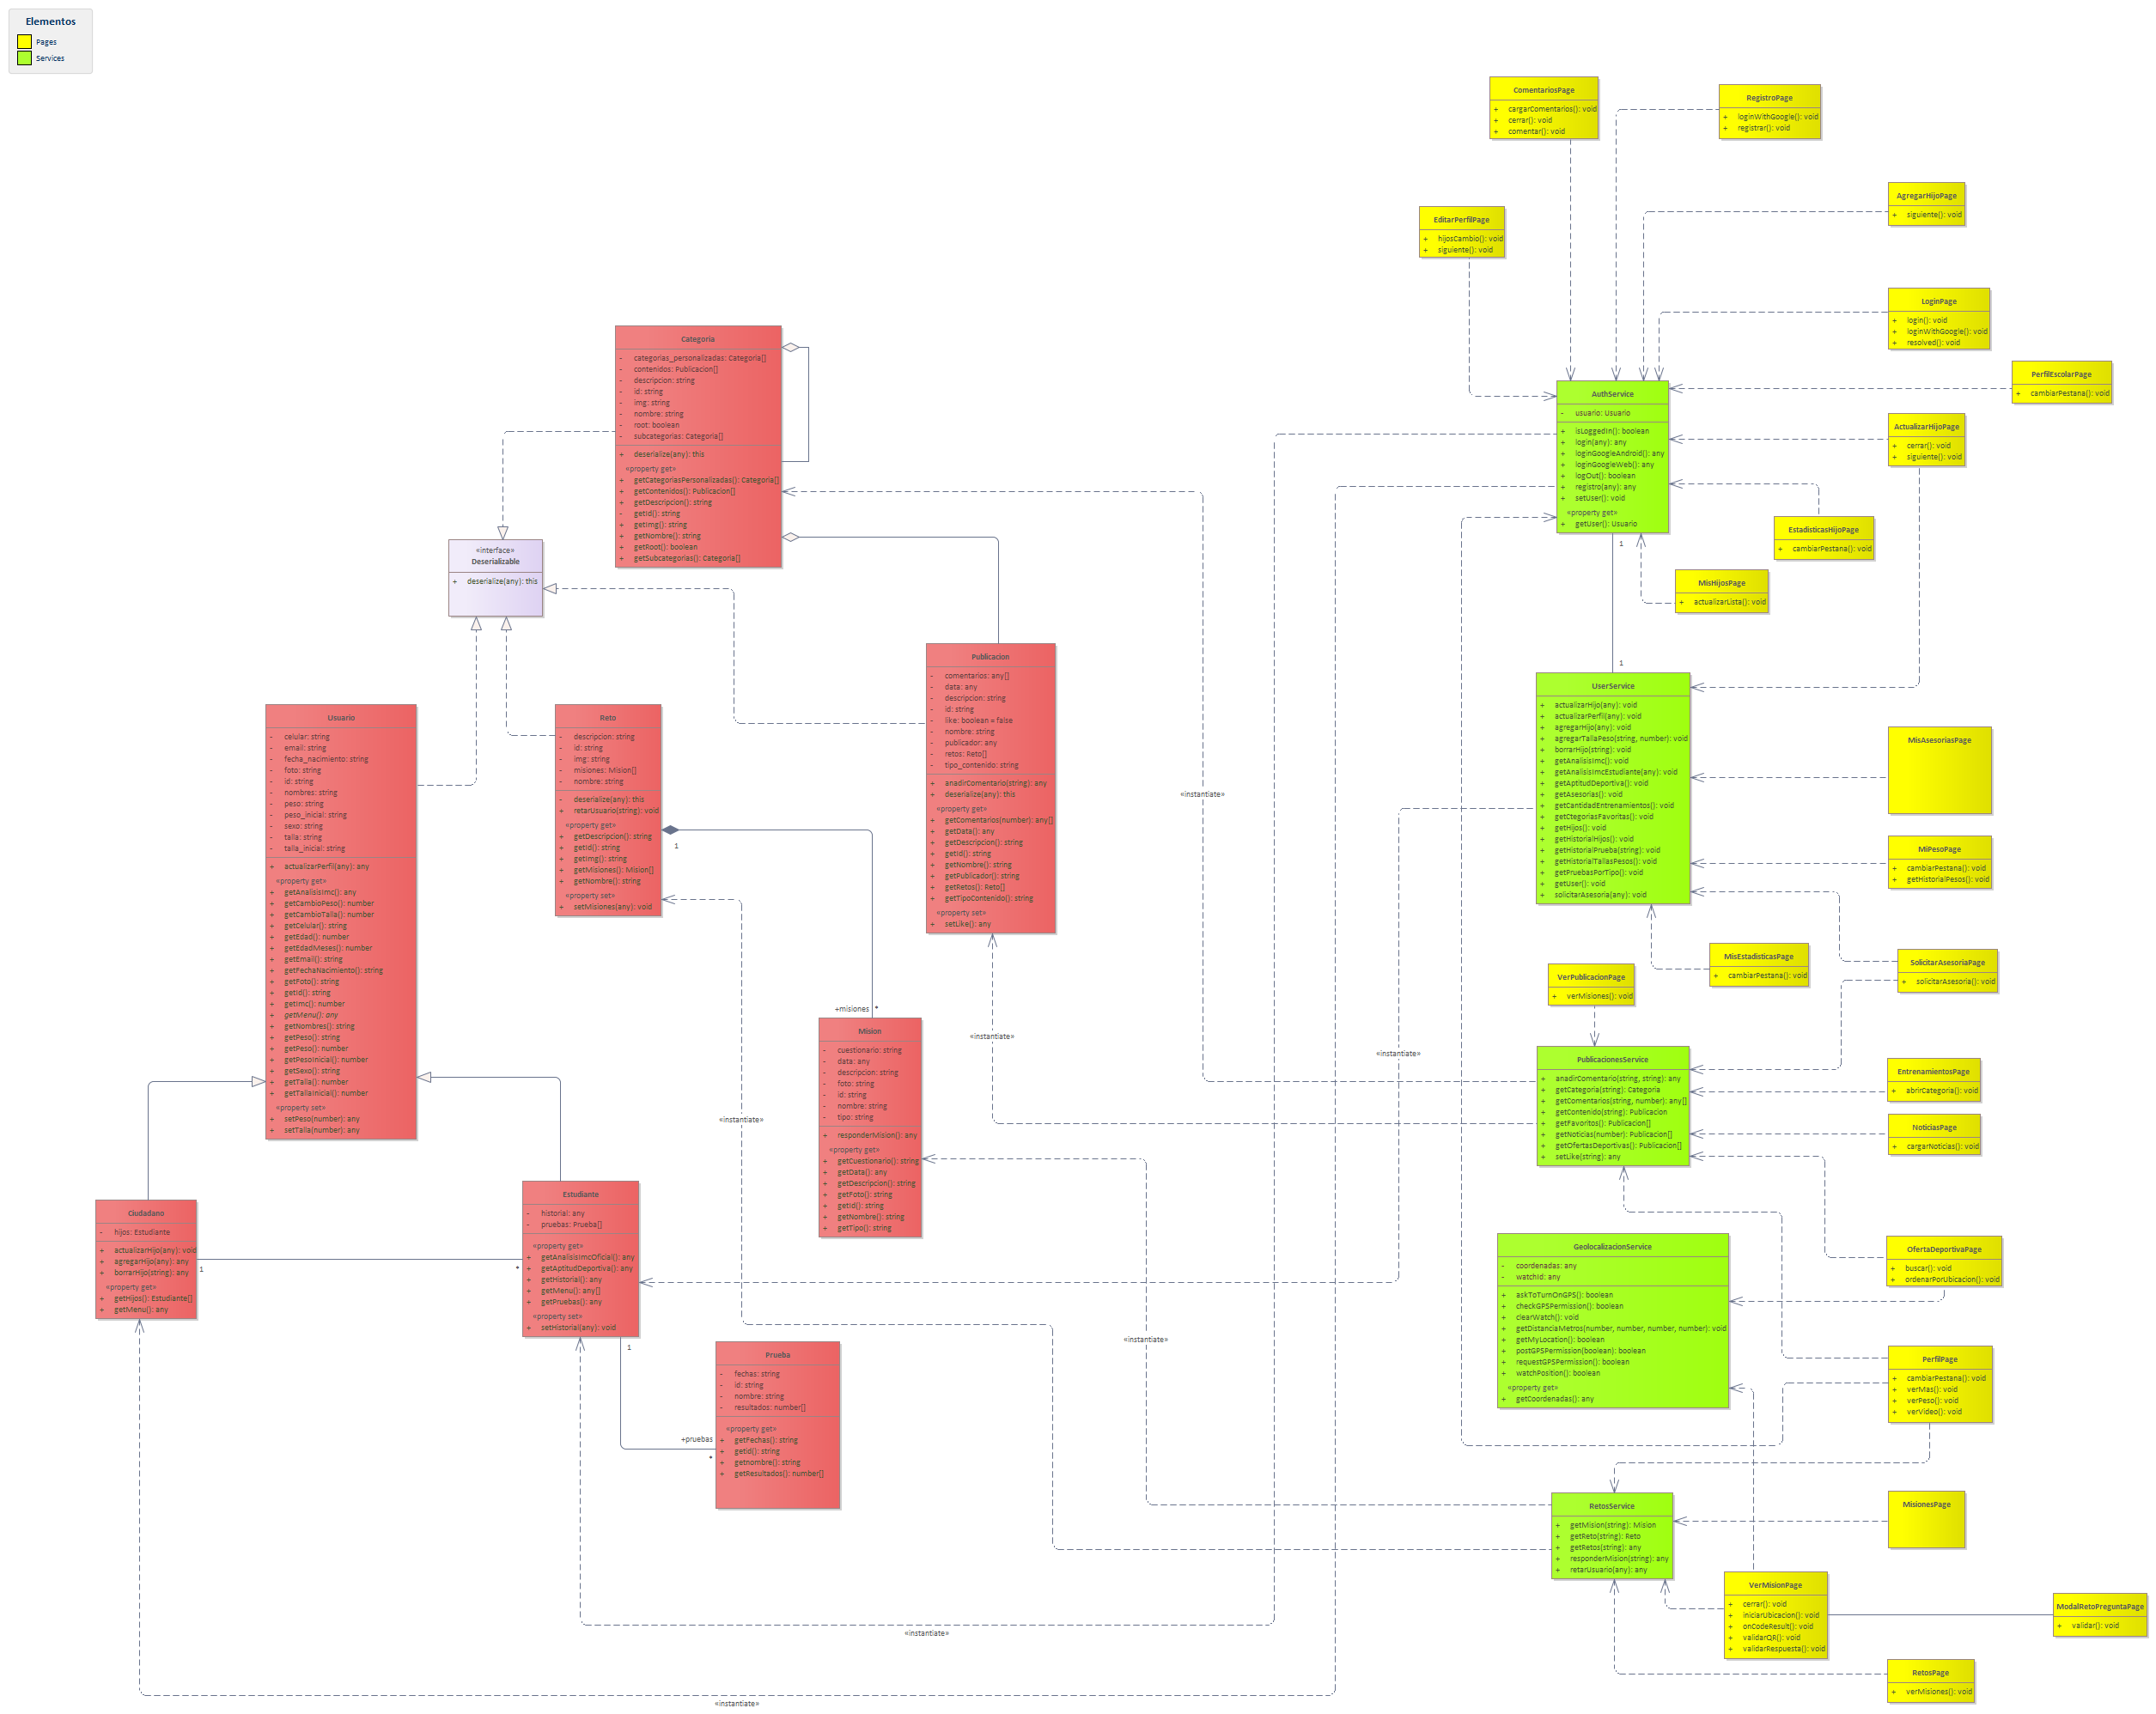 Elementos
Pages
Services
ComentariosPage
+ cargarComentarios(): void
+ cerrar(): void
+ comentar(): void
RegistroPage
+ loginWithGoogle(): void
+ registrar(): void
AgregarHijoPage
+ siguiente(): void
EditarPerfilPage
+ hijosCambio(): void
+ siguiente(): void
LoginPage
+ login(): void
+ loginWithGoogle(): void
+ resolved(): void
PerfilEscolarPage
+ cambiarPestana(): void
Categoria
- categorias_personalizadas: Categoria[]
- contenidos: Publicacion[]
- descripcion: string
- id: string
- img: string
- nombre: string
- root: boolean
- subcategorias: Categoria[]
+ deserialize(any): this
«property get»
+ getCategoriasPersonalizadas(): Categoria[]
+ getContenidos(): Publicacion[]
+ getDescripcion(): string
- getId(): string
+ getImg(): string
+ getNombre(): string
+ getRoot(): boolean
+ getSubcategorias(): Categoria[]
AuthService
- usuario: Usuario
+ isLoggedIn(): boolean
+ login(any): any
+ loginGoogleAndroid(): any
+ loginGoogleWeb(): any
+ logOut(): boolean
+ registro(any): any
+ setUser(): void
«property get»
+ getUser(): Usuario
1
1
ActualizarHijoPage
+ cerrar(): void
+ siguiente(): void
EstadisticasHijoPage
+ cambiarPestana(): void
MisHijosPage
+ actualizarLista(): void
«interface»
Deserializable
+ deserialize(any): this
Publicacion
- comentarios: any[]
- data: any
- descripcion: string
- id: string
- like: boolean = false
- nombre: string
- publicador: any
- retos: Reto[]
- tipo_contenido: string
+ anadirComentario(string): any
+ deserialize(any): this
«property get»
+ getComentarios(number): any[]
+ getData(): any
+ getDescripcion(): string
+ getId(): string
+ getNombre(): string
+ getPublicador(): string
+ getRetos(): Reto[]
+ getTipoContenido(): string
«property set»
+ setLike(): any
UserService
+ actualizarHijo(any): void
+ actualizarPerfil(any): void
+ agregarHijo(any): void
+ agregarTallaPeso(string, number): void
+ borrarHijo(string): void
+ getAnalisisImc(): void
+ getAnalisisImcEstudiante(any): void
+ getAptitudDeportiva(): void
+ getAsesorias(): void
+ getCantidadEntrenamientos(): void
+ getCtegoriasFavoritas(): void
+ getHijos(): void
+ getHistorialHijos(): void
+ getHistorialPrueba(string): void
+ getHistorialTallasPesos(): void
+ getPruebasPorTipo(): void
+ getUser(): void
+ solicitarAsesoria(any): void
MisAsesoriasPage
MiPesoPage
+ cambiarPestana(): void
+ getHistorialPesos(): void
Usuario
- celular: string
- email: string
- fecha_nacimiento: string
- foto: string
- id: string
- nombres: string
- peso: string
- peso_inicial: string
- sexo: string
- talla: string
- talla_inicial: string
+ actualizarPerfil(any): any
«property get»
+ getAnalisisImc(): any
+ getCambioPeso(): number
+ getCambioTalla(): number
+ getCelular(): string
+ getEdad(): number
+ getEdadMeses(): number
+ getEmail(): string
+ getFechaNacimiento(): string
+ getFoto(): string
+ getId(): string
+ getImc(): number
+ getMenu(): any
+ getNombres(): string
+ getPeso(): string
+ getPeso(): number
+ getPesoInicial(): number
+ getSexo(): string
+ getTalla(): number
+ getTallaInicial(): number
«property set»
+ setPeso(number): any
+ setTalla(number): any
Reto
- descripcion: string
- id: string
- img: string
- misiones: Mision[]
- nombre: string
- deserialize(any): this
+ retarUsuario(string): void
«property get»
+ getDescripcion(): string
+ getId(): string
+ getImg(): string
+ getMisiones(): Mision[]
+ getNombre(): string
«property set»
+ setMisiones(any): void
1
+misiones *
«instantiate»
«instantiate»
«instantiate»
«instantiate»
MisEstadisticasPage
+ cambiarPestana(): void
SolicitarAsesoriaPage
+ solicitarAsesoria(): void
VerPublicacionPage
+ verMisiones(): void
Mision
- cuestionario: string
- data: any
- descripcion: string
- foto: string
- id: string
- nombre: string
- tipo: string
+ responderMision(): any
«property get»
+ getCuestionario(): string
+ getData(): any
+ getDescripcion(): string
+ getFoto(): string
+ getId(): string
+ getNombre(): string
+ getTipo(): string
PublicacionesService
+ anadirComentario(string, string): any
+ getCategoria(string): Categoria
+ getComentarios(string, number): any[]
+ getContenido(string): Publicacion
+ getFavoritos(): Publicacion[]
+ getNoticias(number): Publicacion[]
+ getOfertasDeportivas(): Publicacion[]
+ setLike(string): any
EntrenamientosPage
+ abrirCategoria(): void
NoticiasPage
+ cargarNoticias(): void
Ciudadano
- hijos: Estudiante
+ actualizarHijo(any): void
+ agregarHijo(any): any
+ borrarHijo(string): any
«property get»
+ getHijos(): Estudiante[]
+ getMenu(): any
1
*
Estudiante
- historial: any
- pruebas: Prueba[]
«property get»
+ getAnalisisImcOficial(): any
+ getAptitudDeportiva(): any
+ getHistorial(): any
+ getMenu(): any[]
+ getPruebas(): any
«property set»
+ setHistorial(any): void
1
+pruebas
*
Prueba
- fechas: string
- id: string
- nombre: string
- resultados: number[]
«property get»
+ getFechas(): string
+ getid(): string
+ getnombre(): string
+ getResultados(): number[]
«instantiate»
GeolocalizacionService
- coordenadas: any
- watchId: any
+ askToTurnOnGPS(): boolean
+ checkGPSPermission(): boolean
+ clearWatch(): void
+ getDistanciaMetros(number, number, number, number): void
+ getMyLocation(): boolean
+ postGPSPermission(boolean): boolean
+ requestGPSPermission(): boolean
+ watchPosition(): boolean
«property get»
+ getCoordenadas(): any
OfertaDeportivaPage
+ buscar(): void
+ ordenarPorUbicacion(): void
PerfilPage
+ cambiarPestana(): void
+ verMas(): void
+ verPeso(): void
+ verVideo(): void
RetosService
+ getMision(string): Mision
+ getReto(string): Reto
+ getRetos(string): any
+ responderMision(string): any
+ retarUsuario(any): any
MisionesPage
VerMisionPage
+ cerrar(): void
+ iniciarUbicacion(): void
+ onCodeResult(): void
+ validarQR(): void
+ validarRespuesta(): void
ModalRetoPreguntaPage
+ validar(): void
RetosPage
+ verMisiones(): void
«instantiate»
«instantiate»